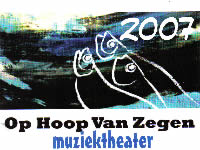 2007
Op Hoop Van Zegen
muziektheater